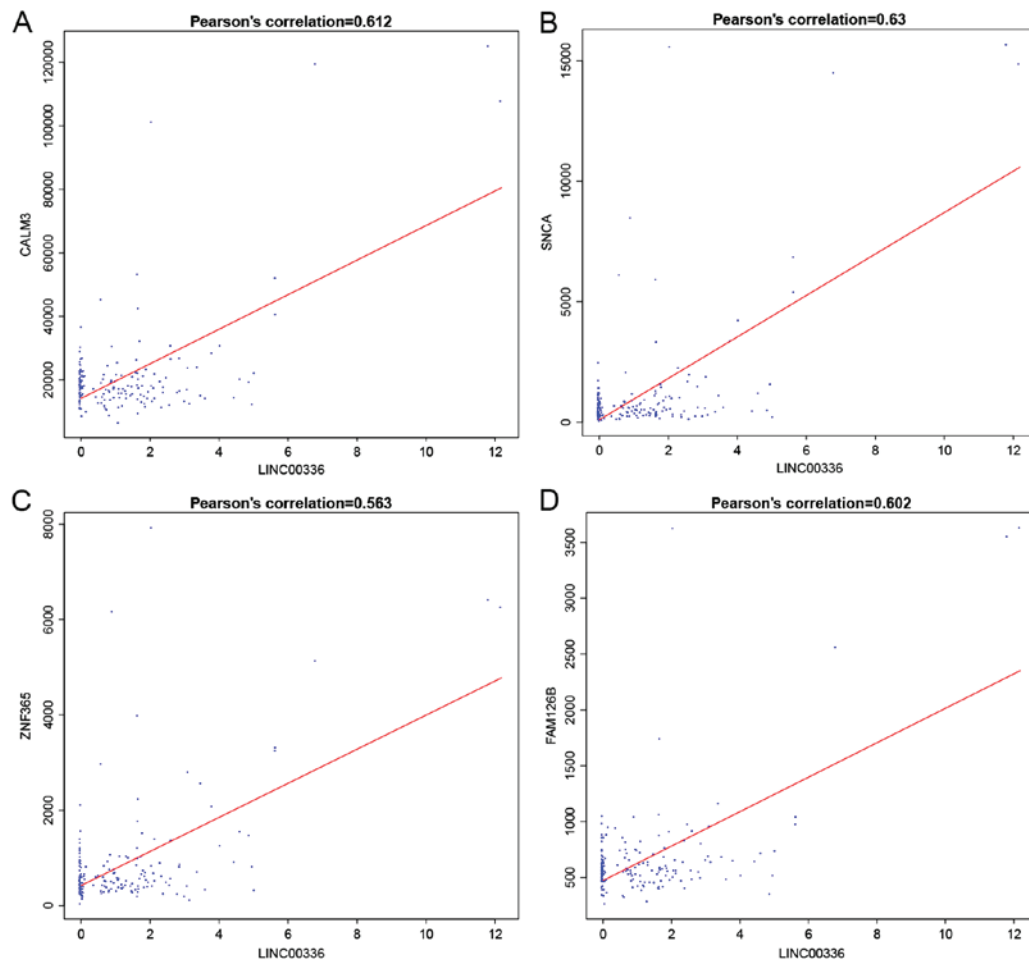 A
Pearson's correlation=0.612
CALM3
120000
100000
80000
60000
40000
20000
0 2 4 6 8 10 12
LINC00336
B
Pearson's correlation=0.63
SNCA
15000
10000
5000
0
0 2 4 6 8 10 12
LINC00336
C
Pearson's correlation=0.563
ZNF365
8000
6000
4000
2000
0
0 2 4 6 8 10 12
LINC00336
D
Pearson's correlation=0.602
FAM126B
3500
3000
2500
2000
1500
1000
500
0 2 4 6 8 10 12
LINC00336